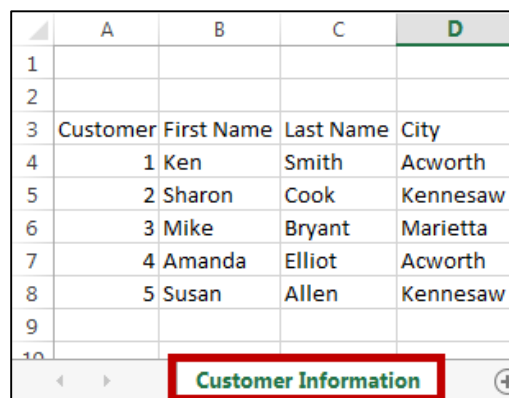 A B C D
1
2
3 Customer First Name Last Name City
4 1 Ken Smith Acworth
5 2 Sharon Cook Kennesaw
6 3 Mike Bryant Marietta
7 4 Amanda Elliot Acworth
8 5 Susan Allen Kennesaw
9
10
Customer Information